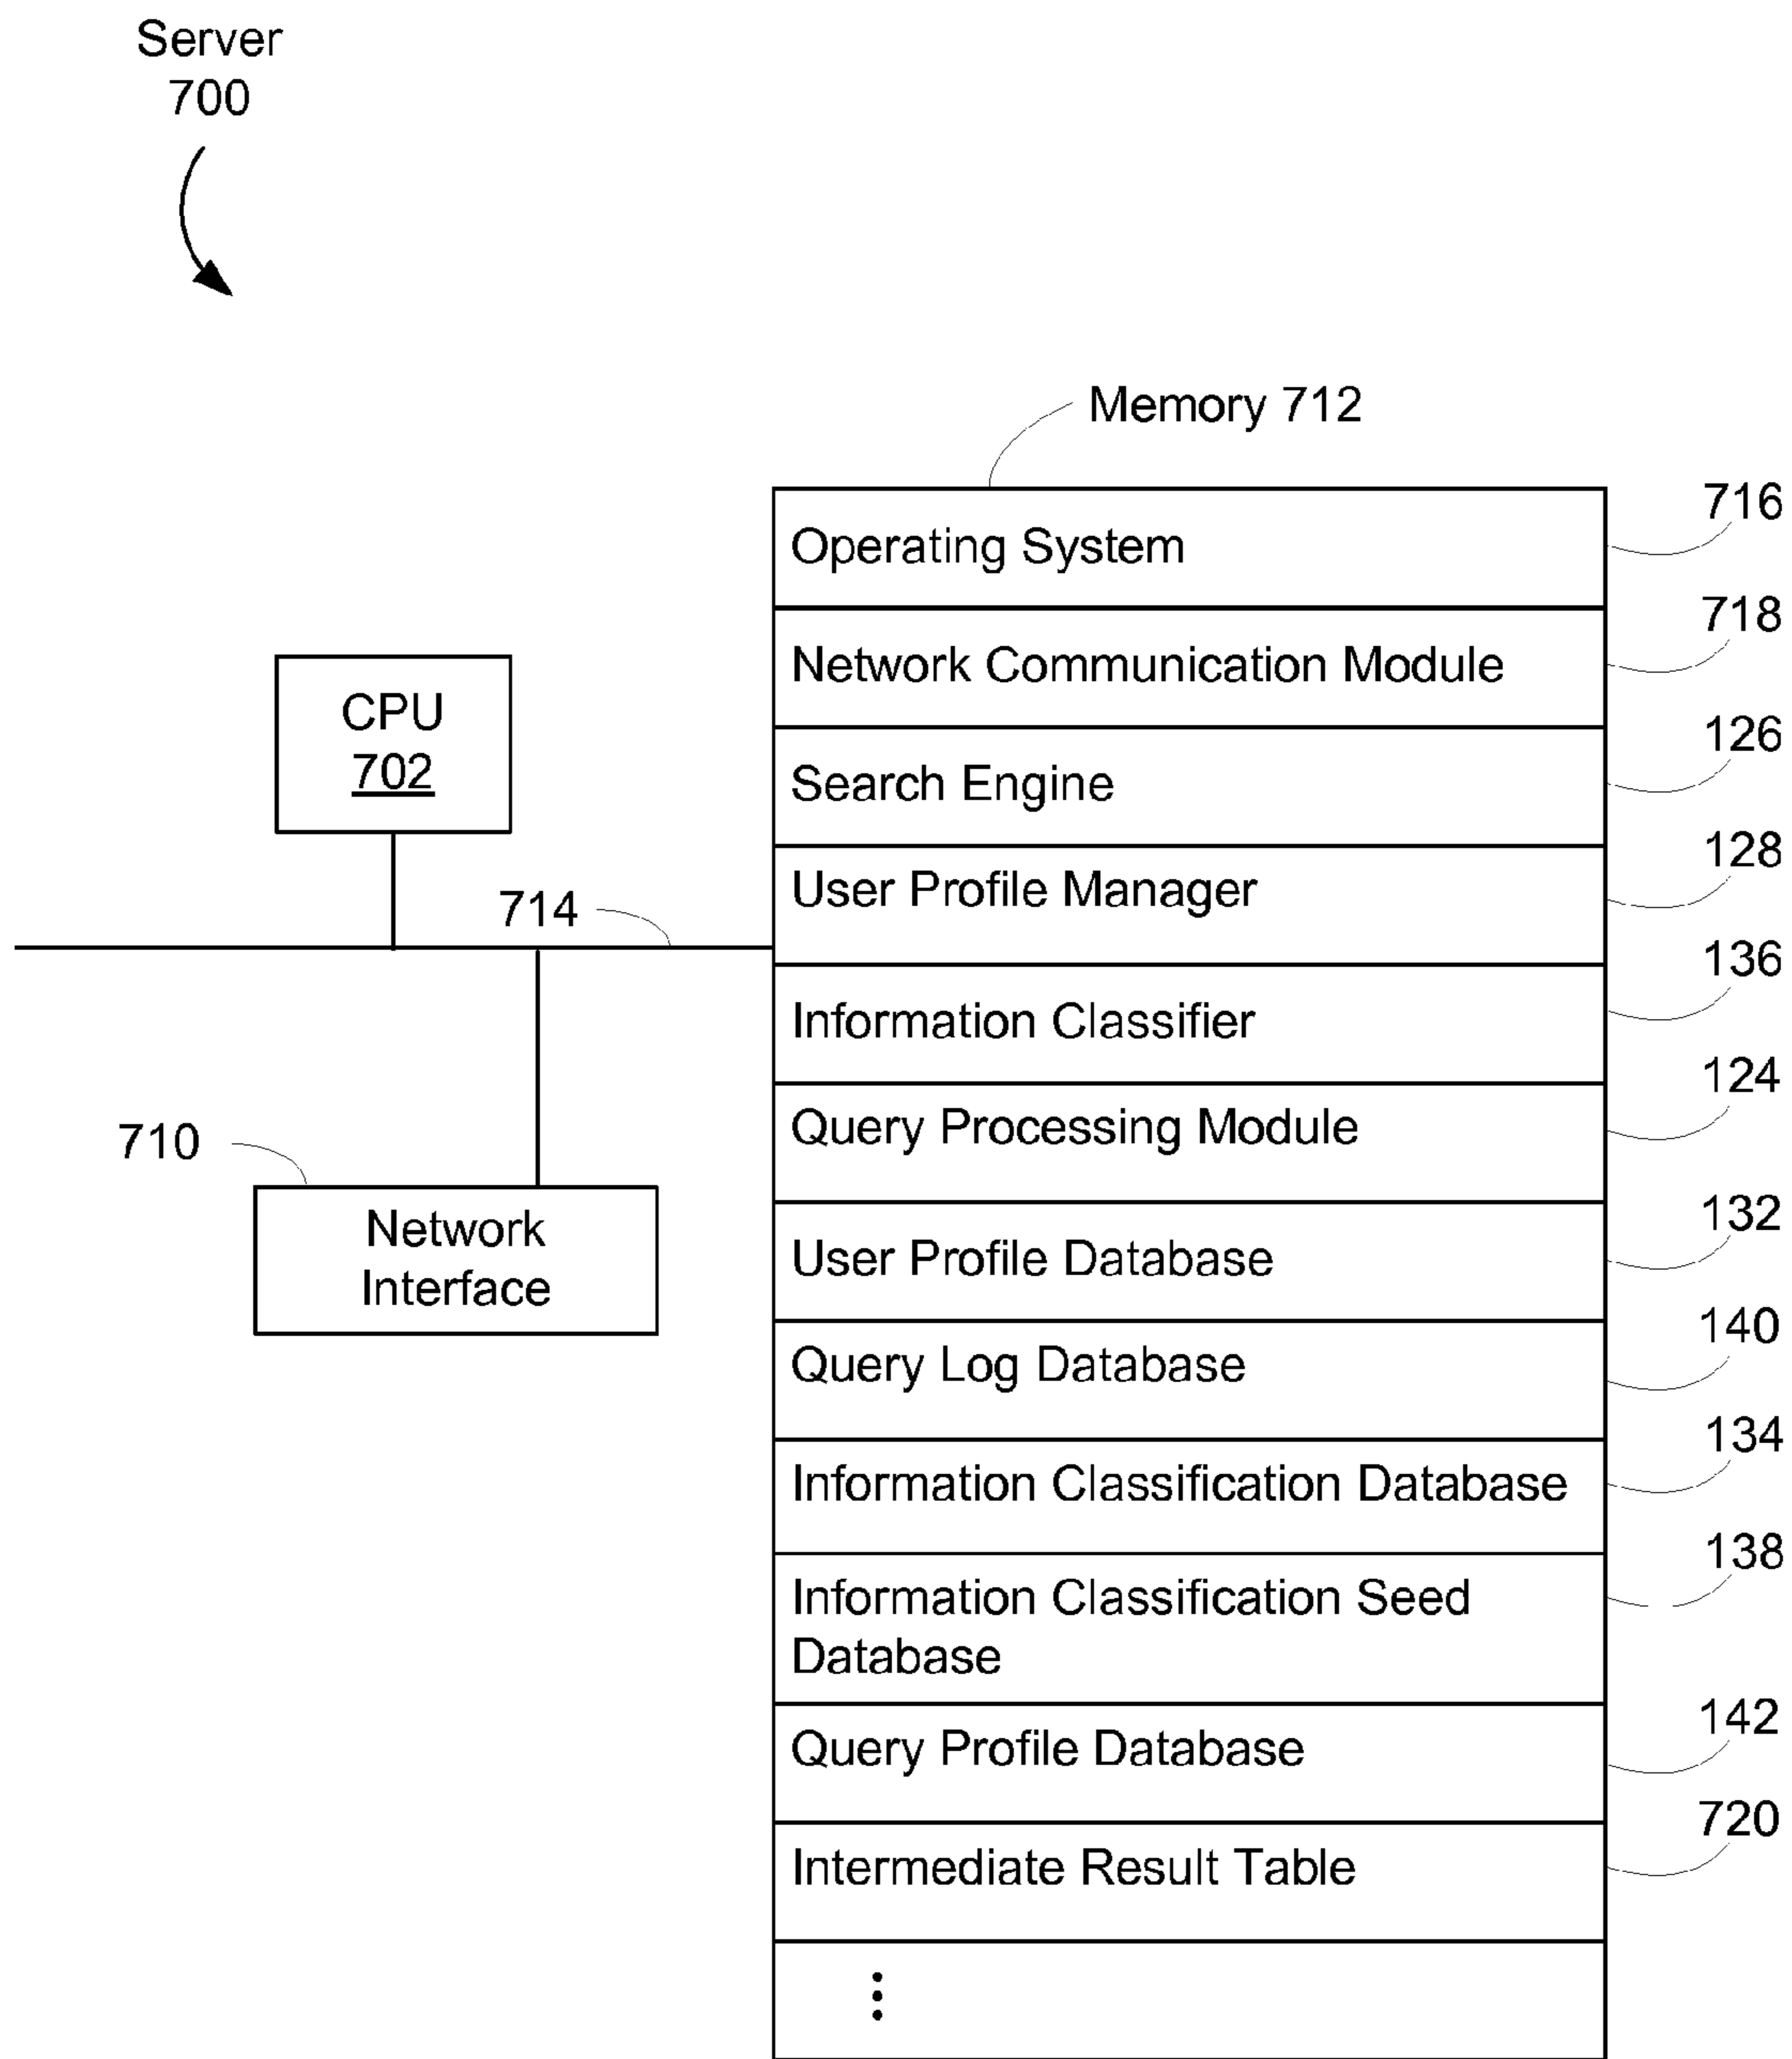 Server
700
Memory 712
Operating System
716
Network Communication Module
718
Search Engine
126
User Profile Manager
128
Information Classifier
136
Query Processing Module
124
User Profile Database
132
Query Log Database
140
Information Classification Database
134
Information Classification Seed
Database
138
Query Profile Database
142
Intermediate Result Table
720
CPU
702
714
710
Network
Interface